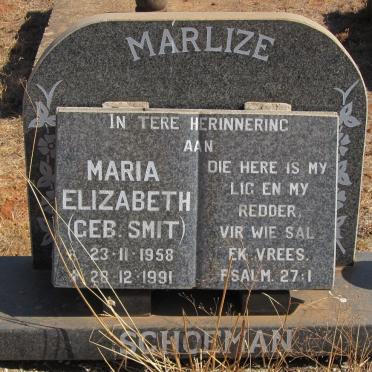 MARLIZE
IN TERE HERINNERING
AAN
MARIA
ELIZABETH
(GEB. SMIT)
* 23-11-1958
28-12-1991
DIE HERE IS MY
LIG EN MY
REDDER,
VIR WIE SAL
EK VREES.
PSALM. 27:1
SCHOEMAN